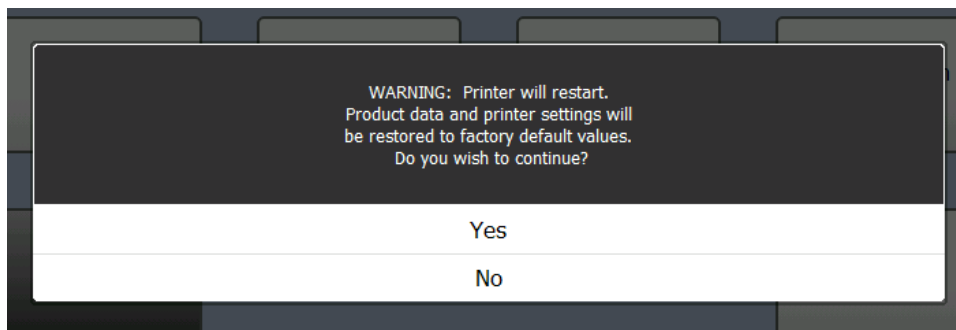 WARNING:  Printer will restart.
Product data and printer settings will
be restored to factory default values.
Do you wish to continue?
Yes
No